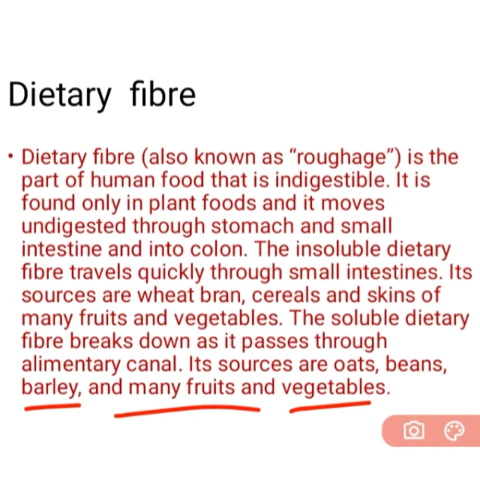 Dietary fibre
• Dietary fibre (also known as “roughage”) is the
part of human food that is indigestible. It is
found only in plant foods and it moves
undigested through stomach and small
intestine and into colon. The insoluble dietary
fibre travels quickly through small intestines. Its
sources are wheat bran, cereals and skins of
many fruits and vegetables. The soluble dietary
fibre breaks down as it passes through
alimentary canal. Its sources are oats, beans,
barley, and many fruits and vegetables.